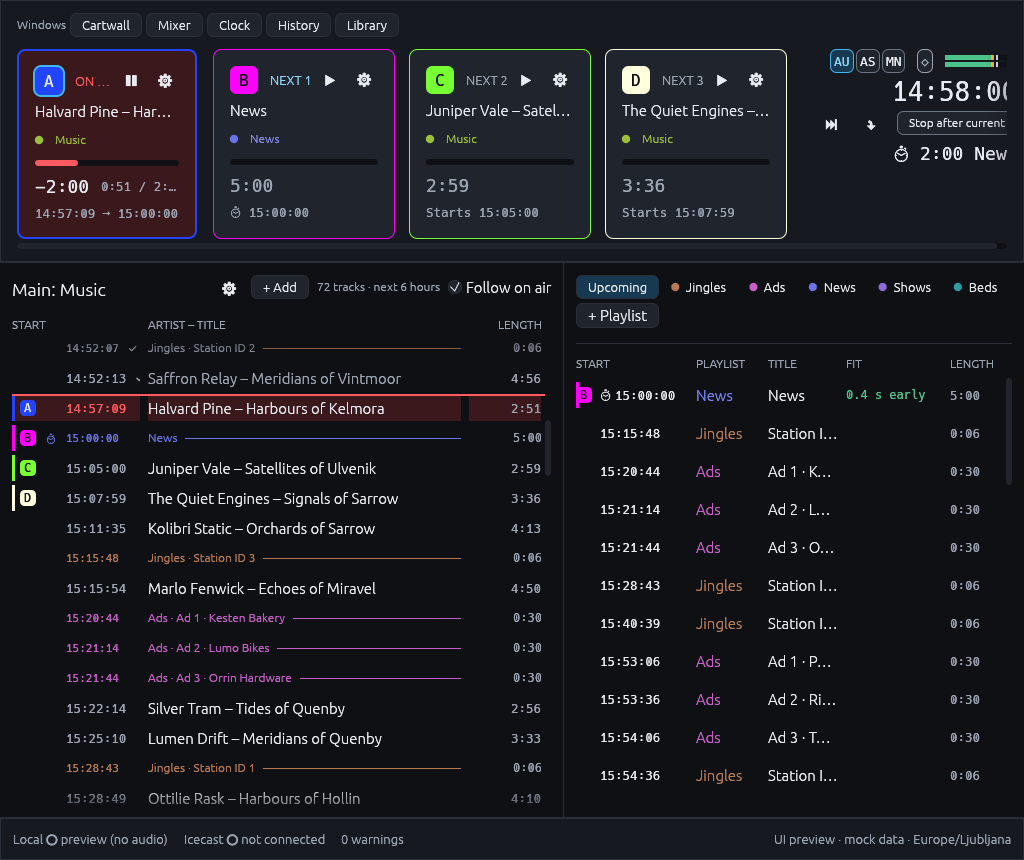 Windows Cartwall Mixer Clock History Library
A ON … 
Halvard Pine – Har…
Music
−2:00 0:51 / 2:…
14:57:09 → 15:00:00
B NEXT 1
News
News
5:00
15:00:00
C NEXT 2
Juniper Vale – Satel…
Music
2:59
Starts 15:05:00
D NEXT 3
The Quiet Engines –…
Music
3:36
Starts 15:07:59
AU AS MN
14:58:00
Stop after current
2:00 New
Main: Music + Add 72 tracks · next 6 hours Follow on air
START ARTIST – TITLE LENGTH
14:52:07 Jingles · Station ID 2 0:06
14:52:13 Saffron Relay – Meridians of Vintmoor 4:56
A 14:57:09 Halvard Pine – Harbours of Kelmora 2:51
B 15:00:00 News 5:00
C 15:05:00 Juniper Vale – Satellites of Ulvenik 2:59
D 15:07:59 The Quiet Engines – Signals of Sarrow 3:36
15:11:35 Kolibri Static – Orchards of Sarrow 4:13
15:15:48 Jingles · Station ID 3 0:06
15:15:54 Marlo Fenwick – Echoes of Miravel 4:50
15:20:44 Ads · Ad 1 · Kesten Bakery 0:30
15:21:14 Ads · Ad 2 · Lumo Bikes 0:30
15:21:44 Ads · Ad 3 · Orrin Hardware 0:30
15:22:14 Silver Tram – Tides of Quenby 2:56
15:25:10 Lumen Drift – Meridians of Quenby 3:33
15:28:43 Jingles · Station ID 1 0:06
15:28:49 Ottilie Rask – Harbours of Hollin 4:10
Upcoming Jingles Ads News Shows Beds
+ Playlist
START PLAYLIST TITLE FIT LENGTH
B 15:00:00 News News 0.4 s early 5:00
15:15:48 Jingles Station I… 0:06
15:20:44 Ads Ad 1 · K… 0:30
15:21:14 Ads Ad 2 · L… 0:30
15:21:44 Ads Ad 3 · O… 0:30
15:28:43 Jingles Station I… 0:06
15:40:39 Jingles Station I… 0:06
15:53:06 Ads Ad 1 · P… 0:30
15:53:36 Ads Ad 2 · Ri… 0:30
15:54:06 Ads Ad 3 · T… 0:30
15:54:36 Jingles Station I… 0:06
Local preview (no audio) Icecast not connected 0 warnings UI preview · mock data · Europe/Ljubljana